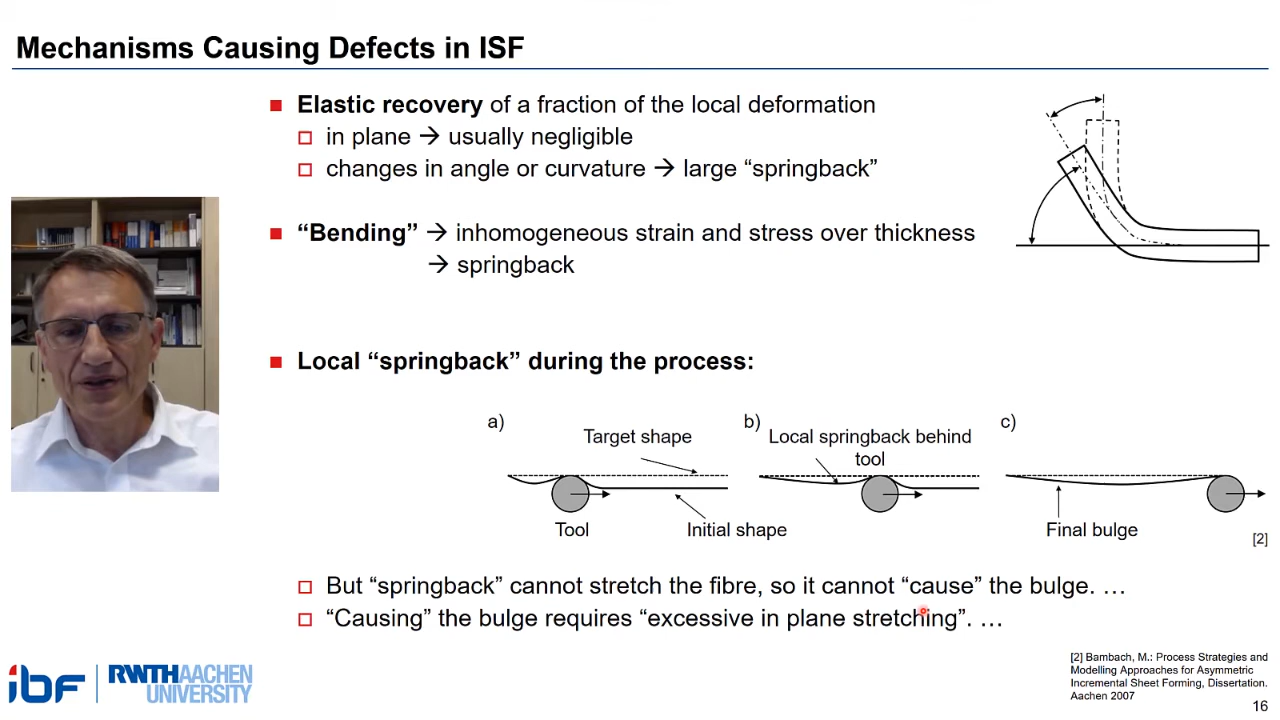 Mechanisms Causing Defects in ISF
Elastic recovery of a fraction of the local deformation
in plane → usually negligible
changes in angle or curvature → large “springback”
“Bending” → inhomogeneous strain and stress over thickness
→ springback
Local “springback” during the process:
a)
Target shape
Tool
Initial shape
b)
Local springback behind
tool
c)
Final bulge
[2]
But “springback” cannot stretch the fibre, so it cannot “cause” the bulge. …
“Causing” the bulge requires “excessive in plane stretching”. …
ibf
RWTHAACHEN
UNIVERSITY
[2] Bambach, M.: Process Strategies and
Modelling Approaches for Asymmetric
Incremental Sheet Forming, Dissertation.
Aachen 2007
16